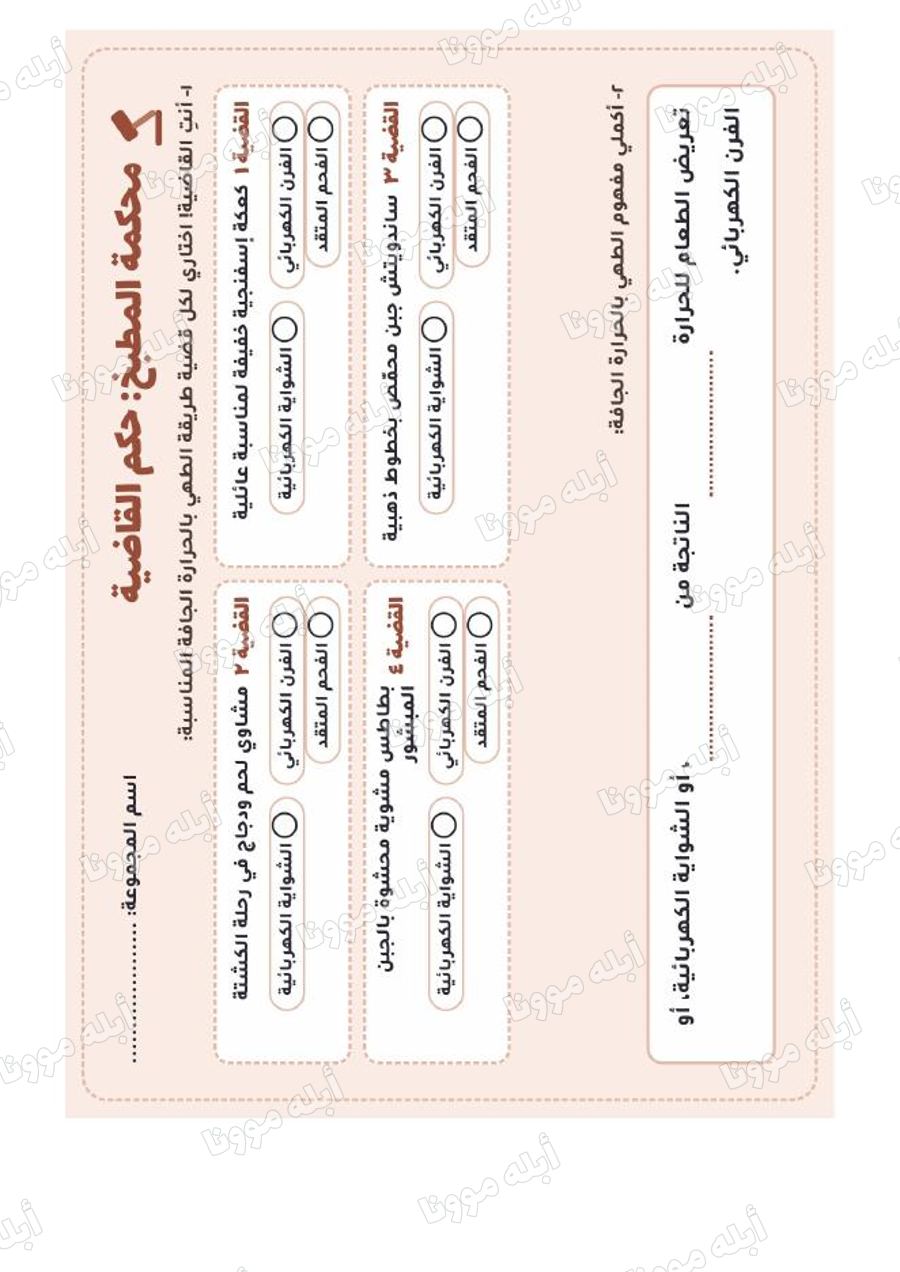 محكمة المطبخ: حكم القاضية
اسم المجموعة: ........................
١- أنتِ القاضية! اختاري لكل قضية طريقة الطهي بالحرارة الجافة المناسبة:
القضية ١ كعكة إسفنجية خفيفة لمناسبة عائلية
الفرن الكهربائي
الشواية الكهربائية
الفحم المتقد
القضية ٢ مشاوي لحم ودجاج في رحلة الكشتة
الفرن الكهربائي
الشواية الكهربائية
الفحم المتقد
القضية ٣ ساندويتش جبن محمّص بخطوط ذهبية
الفرن الكهربائي
الشواية الكهربائية
الفحم المتقد
القضية ٤ بطاطس مشوية محشوة بالجبن
المبشور
الفرن الكهربائي
الشواية الكهربائية
الفحم المتقد
٢- أكملي مفهوم الطهي بالحرارة الجافة:
تعريض الطعام للحرارة ........................ الناتجة من ........................ ، أو الشواية الكهربائية، أو
الفرن الكهربائي.
أبله موونا